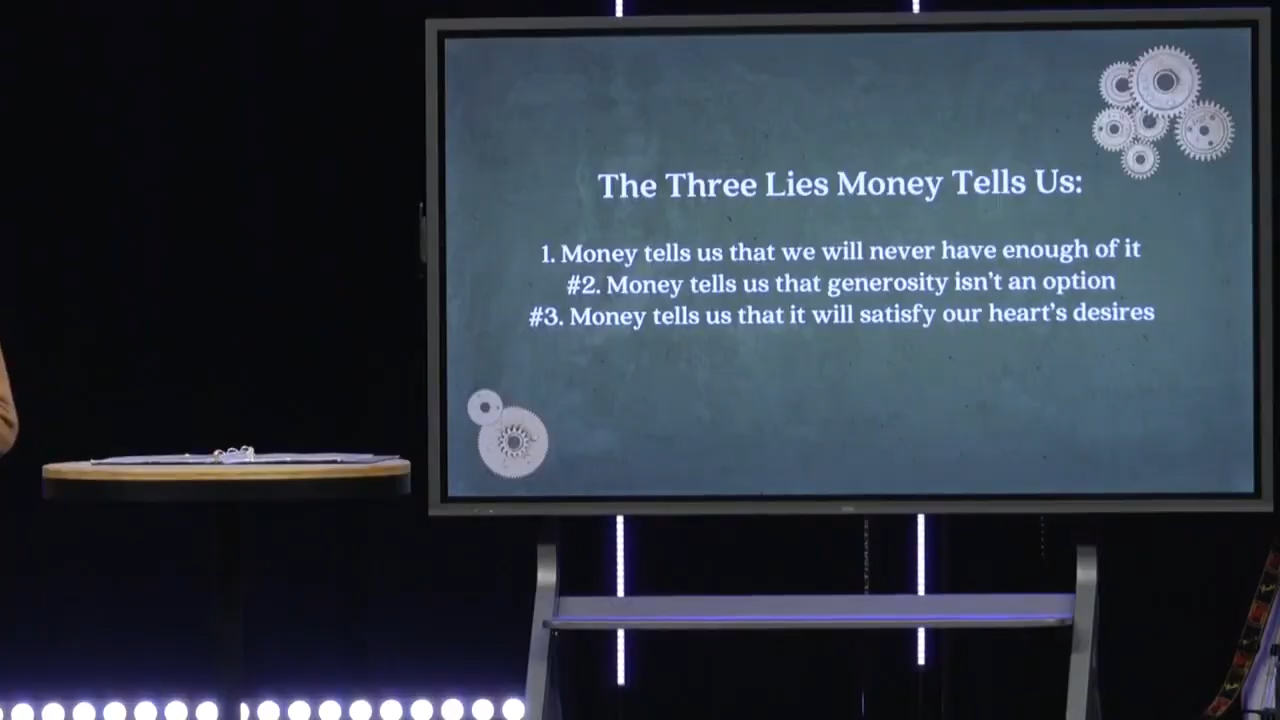 The Three Lies Money Tells Us:
1. Money tells us that we will never have enough of it
#2. Money tells us that generosity isn't an option
#3. Money tells us that it will satisfy our heart's desires